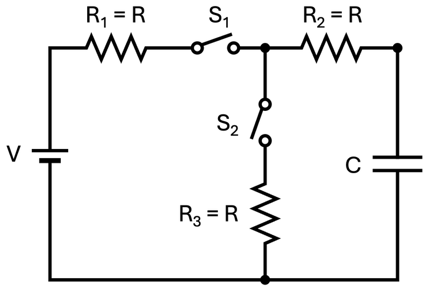 R₁ = R
S₁
R₂ = R
S₂
V
C
R₃ = R